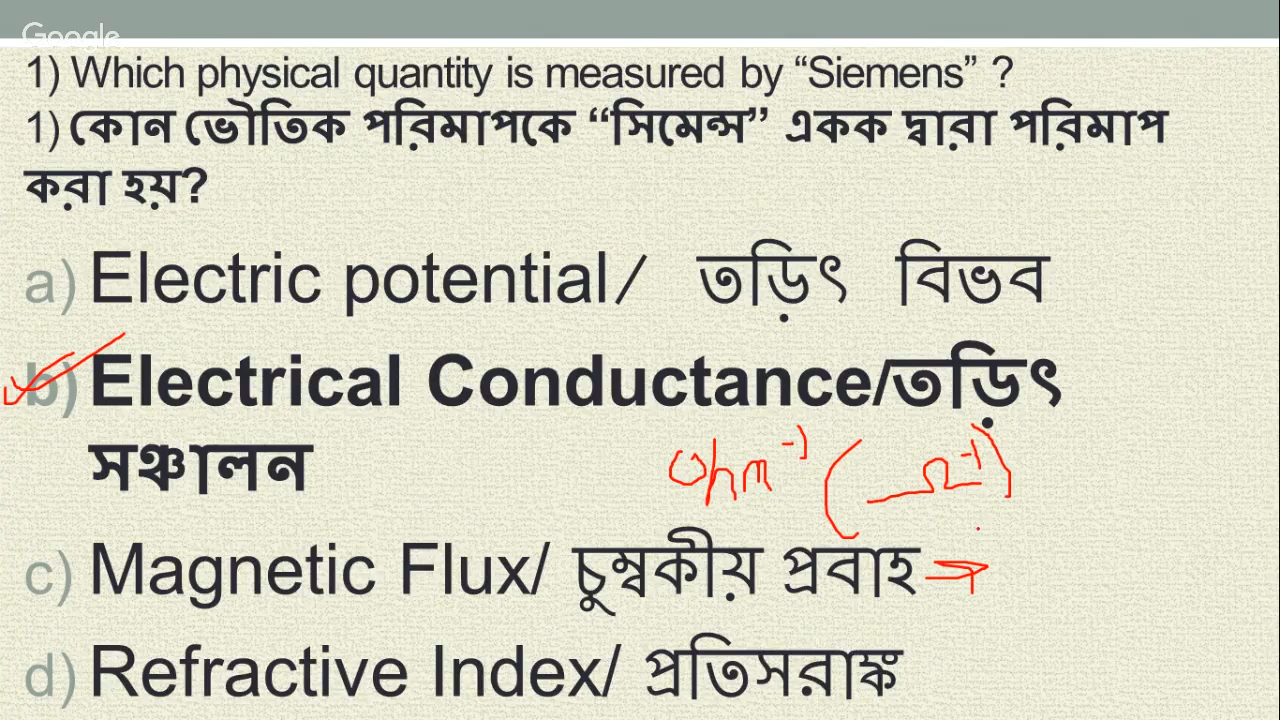 Google
1) Which physical quantity is measured by “Siemens” ?
1) কোন ভৌতিক পরিমাপকে “সিমেন্স” একক দ্বারা পরিমাপ
করা হয়?
a) Electric potential/ তড়িৎ বিভব
b) Electrical Conductance/তড়িৎ
সঞ্চালন
ohm⁻¹ (Ω⁻¹)
c) Magnetic Flux/ চুম্বকীয় প্রবাহ →
d) Refractive Index/ প্রতিসরাঙ্ক